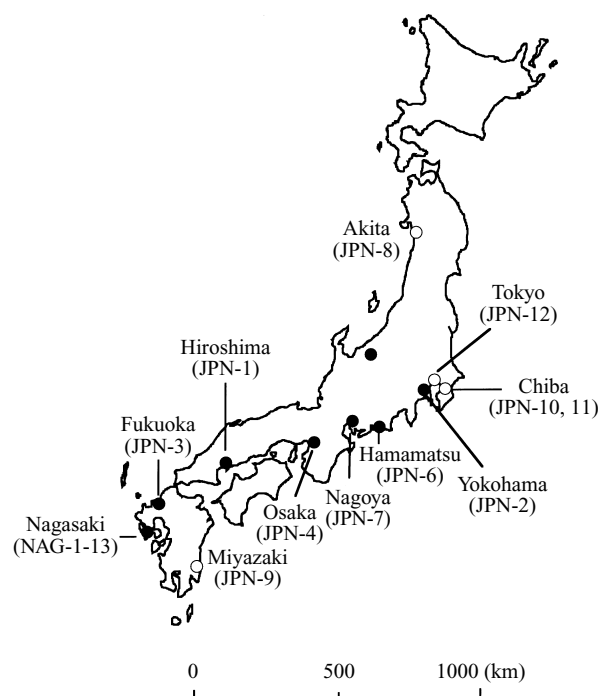 Akita
(JPN-8)
Tokyo
(JPN-12)
Hiroshima
(JPN-1)
Chiba
(JPN-10, 11)
Fukuoka
(JPN-3)
Hamamatsu
(JPN-6)
Yokohama
(JPN-2)
Nagoya
(JPN-7)
Osaka
(JPN-4)
Nagasaki
(NAG-1-13)
Miyazaki
(JPN-9)
0 500 1000 (km)